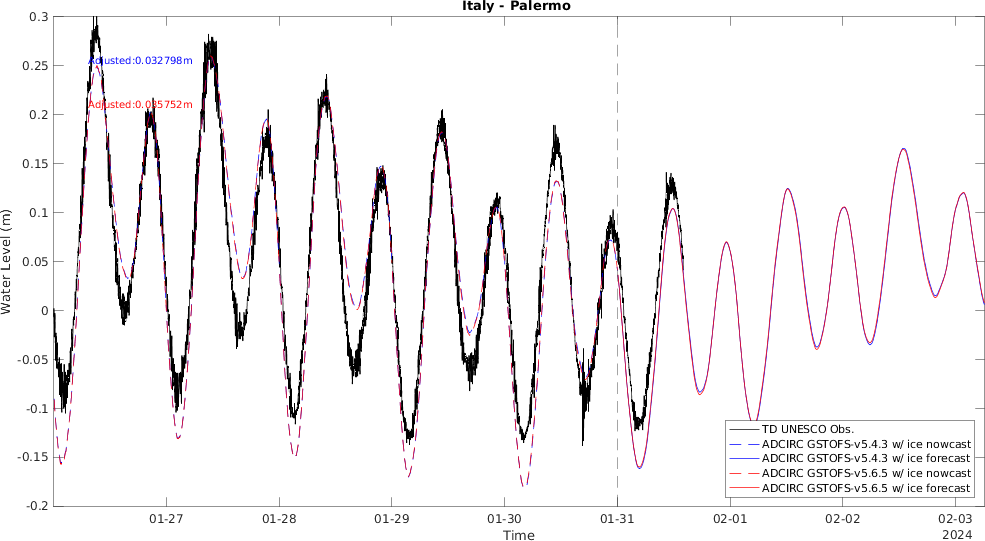 Italy - Palermo
0.3
0.25
0.2
0.15
0.1
0.05
0
-0.05
-0.1
-0.15
-0.2
Water Level (m)
Adjusted:0.032798m
Adjusted:0.035752m
TD UNESCO Obs.
ADCIRC GSTOFS-v5.4.3 w/ ice nowcast
ADCIRC GSTOFS-v5.4.3 w/ ice forecast
ADCIRC GSTOFS-v5.6.5 w/ ice nowcast
ADCIRC GSTOFS-v5.6.5 w/ ice forecast
01-27 01-28 01-29 01-30 01-31 02-01 02-02 02-03
Time 2024